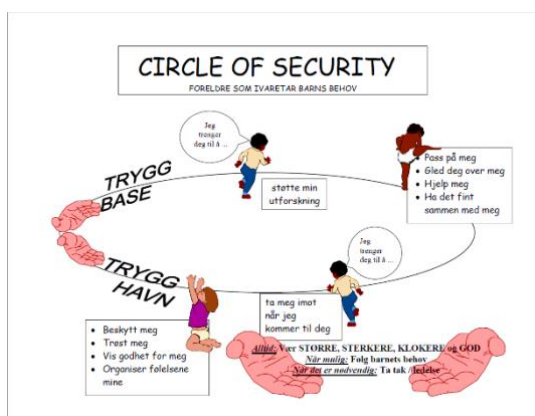 CIRCLE OF SECURITY
FORELDRE SOM IVARETAR BARNS BEHOV
Jeg
trenger
deg til å ...
TRYGG
BASE
støtte min
utforskning
• Pass på meg
• Gled deg over meg
• Hjelp meg
• Ha det fint
sammen med meg
Jeg
trenger
deg til å ...
TRYGG
HAVN
ta meg imot
når jeg
kommer til deg
• Beskytt meg
• Trøst meg
• Vis godhet for meg
• Organiser følelsene
mine
Alltid: Vær STØRRE, STERKERE, KLOKERE og GOD
Når mulig: Følg barnets behov
Når det er nødvendig: Ta tak /ledelse